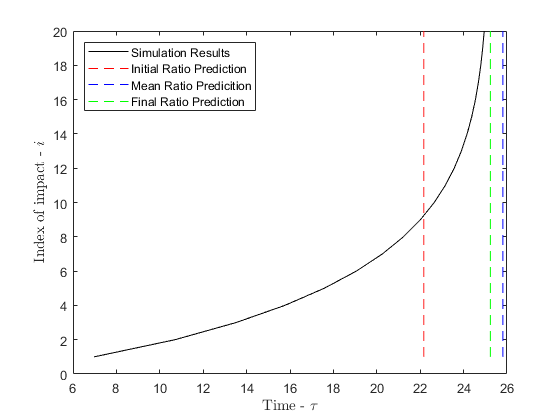 20
18
16
14
12
10
8
6
4
2
0
Index of impact - i
Simulation Results
Initial Ratio Prediction
Mean Ratio Predicition
Final Ratio Prediction
6 8 10 12 14 16 18 20 22 24 26
Time - τ